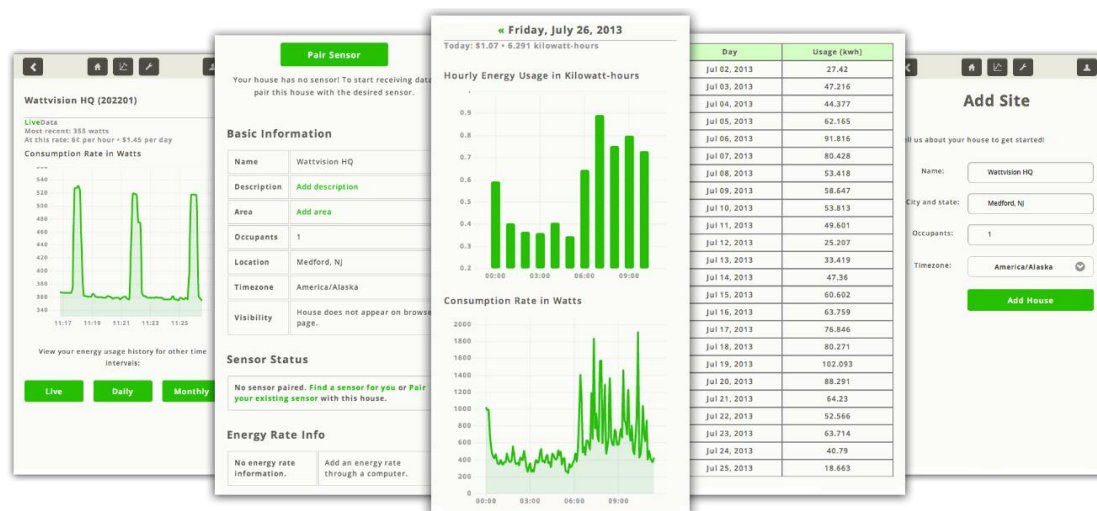 Wattvision HQ (202201)
LiveData
Most recent: 355 watts
At this rate: 6¢ per hour • $1.45 per day
Consumption Rate in Watts
540
520
500
480
460
440
420
400
380
360
340
11:17 11:19 11:21 11:23 11:25
View your energy usage history for other time
intervals:
Live Daily Monthly
Pair Sensor
Your house has no sensor! To start receiving data
pair this house with the desired sensor.
Basic Information
Name Wattvision HQ
Description Add description
Area Add area
Occupants 1
Location Medford, NJ
Timezone America/Alaska
Visibility House does not appear on browse
page.
Sensor Status
No sensor paired. Find a sensor for you or Pair
your existing sensor with this house.
Energy Rate Info
No energy rate
information.
Add an energy rate
through a computer.
« Friday, July 26, 2013
Today: $1.07 • 6.291 kilowatt-hours
Hourly Energy Usage in Kilowatt-hours
0.9
0.8
0.7
0.6
0.5
0.4
0.3
0.2
00:00 03:00 06:00 09:00
Consumption Rate in Watts
2000
1800
1600
1400
1200
1000
800
600
400
200
0
00:00 03:00 06:00 09:00
Day Usage (kwh)
Jul 02, 2013 27.42
Jul 03, 2013 47.216
Jul 04, 2013 44.377
Jul 05, 2013 62.165
Jul 06, 2013 91.816
Jul 07, 2013 80.428
Jul 08, 2013 53.418
Jul 09, 2013 58.647
Jul 10, 2013 53.813
Jul 11, 2013 49.601
Jul 12, 2013 25.207
Jul 13, 2013 33.419
Jul 14, 2013 47.36
Jul 15, 2013 60.602
Jul 16, 2013 63.759
Jul 17, 2013 76.846
Jul 18, 2013 80.271
Jul 19, 2013 102.093
Jul 20, 2013 88.291
Jul 21, 2013 64.23
Jul 22, 2013 52.566
Jul 23, 2013 63.714
Jul 24, 2013 40.79
Jul 25, 2013 18.663
Add Site
ell us about your house to get started!
Name: Wattvision HQ
City and state: Medford, NJ
Occupants: 1
Timezone: America/Alaska
Add House